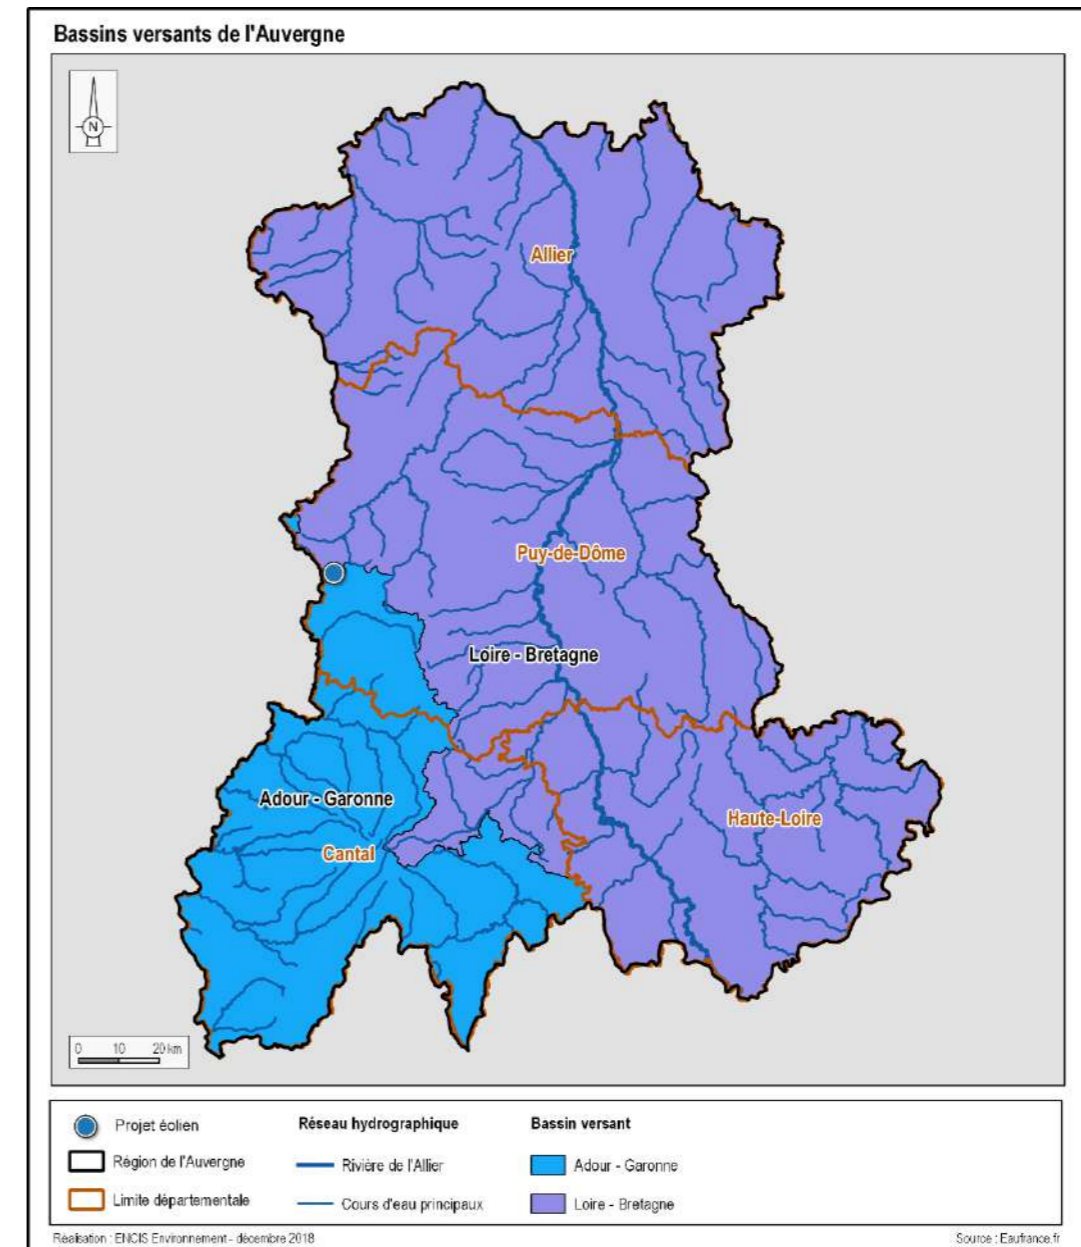 Bassins versants de l'Auvergne
N
Allier
Puy-de-Dôme
Loire - Bretagne
Adour - Garonne
Haute-Loire
Cantal
0 10 20 km
Projet éolien
Région de l'Auvergne
Limite départementale
Réseau hydrographique
Rivière de l'Allier
Cours d'eau principaux
Bassin versant
Adour - Garonne
Loire - Bretagne
Réalisation : ENCIS Environnement - décembre 2018
Source : Eaufrance.fr